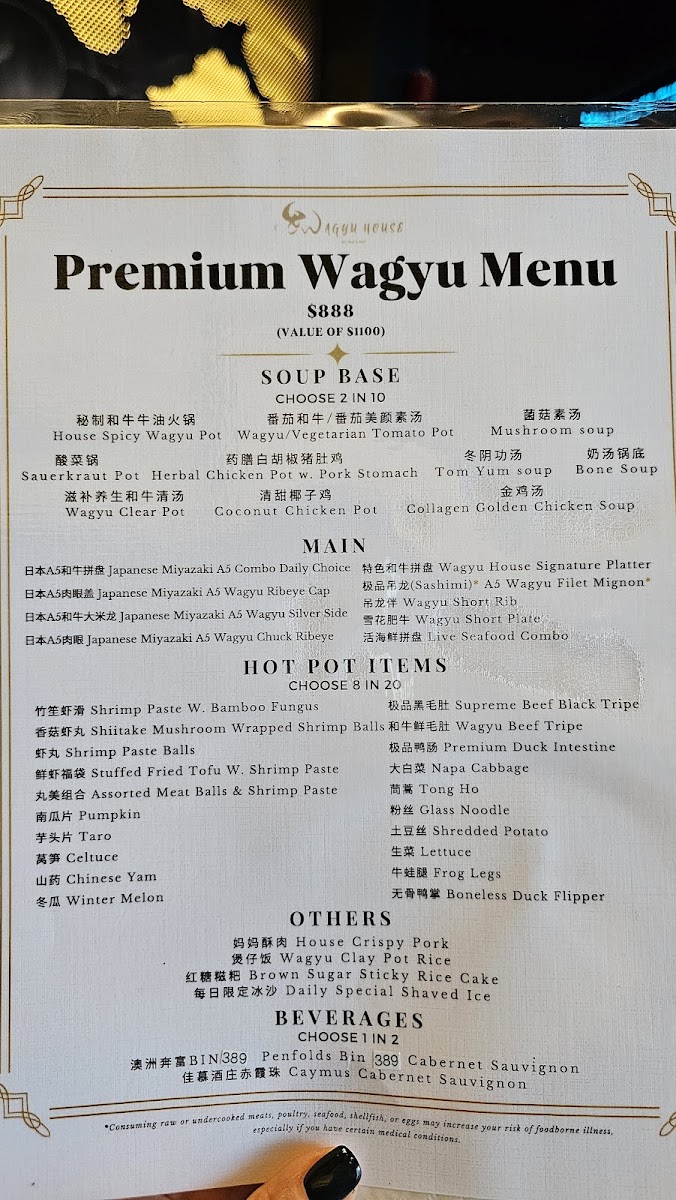 WAGYU HOUSE
Premium Wagyu Menu
$888
(VALUE OF $1100)
SOUP BASE
CHOOSE 2 IN 10
秘制和牛牛油火锅 番茄和牛/番茄美颜素汤 菌菇素汤
House Spicy Wagyu Pot Wagyu/Vegetarian Tomato Pot Mushroom soup
酸菜锅 药膳白胡椒猪肚鸡 冬阴功汤 奶汤锅底
Sauerkraut Pot Herbal Chicken Pot w. Pork Stomach Tom Yum soup Bone Soup
滋补养生和牛清汤 清甜椰子鸡 金鸡汤
Wagyu Clear Pot Coconut Chicken Pot Collagen Golden Chicken Soup
MAIN
日本A5和牛拼盘 Japanese Miyazaki A5 Combo Daily Choice 特色和牛拼盘 Wagyu House Signature Platter
日本A5肉眼盖 Japanese Miyazaki A5 Wagyu Ribeye Cap 极品吊龙(Sashimi)* A5 Wagyu Filet Mignon*
吊龙伴 Wagyu Short Rib
日本A5和牛大米龙 Japanese Miyazaki A5 Wagyu Silver Side 雪花肥牛 Wagyu Short Plate
日本A5肉眼 Japanese Miyazaki A5 Wagyu Chuck Ribeye 活海鲜拼盘 Live Seafood Combo
HOT POT ITEMS
CHOOSE 8 IN 20
竹笙虾滑 Shrimp Paste W. Bamboo Fungus 极品黑毛肚 Supreme Beef Black Tripe
香菇虾丸 Shiitake Mushroom Wrapped Shrimp Balls 和牛鲜毛肚 Wagyu Beef Tripe
虾丸 Shrimp Paste Balls 极品鸭肠 Premium Duck Intestine
鲜虾福袋 Stuffed Fried Tofu W. Shrimp Paste 大白菜 Napa Cabbage
丸美组合 Assorted Meat Balls & Shrimp Paste 茼蒿 Tong Ho
南瓜片 Pumpkin 粉丝 Glass Noodle
芋头片 Taro 土豆丝 Shredded Potato
莴笋 Celtuce 生菜 Lettuce
山药 Chinese Yam 牛蛙腿 Frog Legs
冬瓜 Winter Melon 无骨鸭掌 Boneless Duck Flipper
OTHERS
妈妈酥肉 House Crispy Pork
煲仔饭 Wagyu Clay Pot Rice
红糖糍粑 Brown Sugar Sticky Rice Cake
每日限定冰沙 Daily Special Shaved Ice
BEVERAGES
CHOOSE 1 IN 2
澳洲奔富BIN 389 Penfolds Bin 389 Cabernet Sauvignon
佳慕酒庄赤霞珠 Caymus Cabernet Sauvignon
*Consuming raw or undercooked meats, poultry, seafood, shellfish, or eggs may increase your risk of foodborne illness,
especially if you have certain medical conditions.